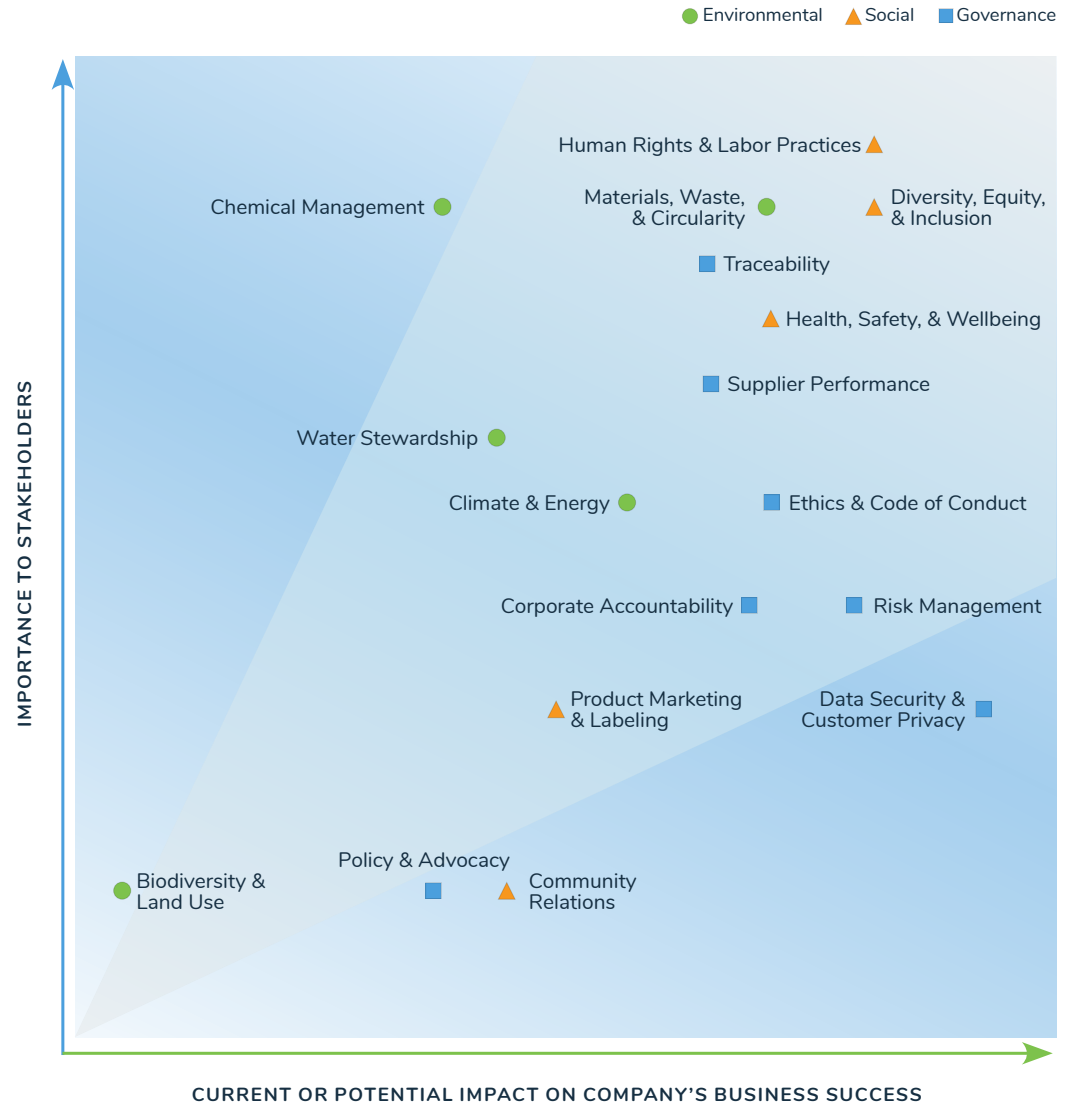 Environmental
Social
Governance
Human Rights & Labor Practices
Chemical Management
Materials, Waste,
& Circularity
Diversity, Equity,
& Inclusion
Traceability
Health, Safety, & Wellbeing
Supplier Performance
Water Stewardship
Climate & Energy
Ethics & Code of Conduct
Corporate Accountability
Risk Management
Product Marketing
& Labeling
Data Security &
Customer Privacy
Policy & Advocacy
Biodiversity &
Land Use
Community
Relations
IMPORTANCE TO STAKEHOLDERS
CURRENT OR POTENTIAL IMPACT ON COMPANY’S BUSINESS SUCCESS